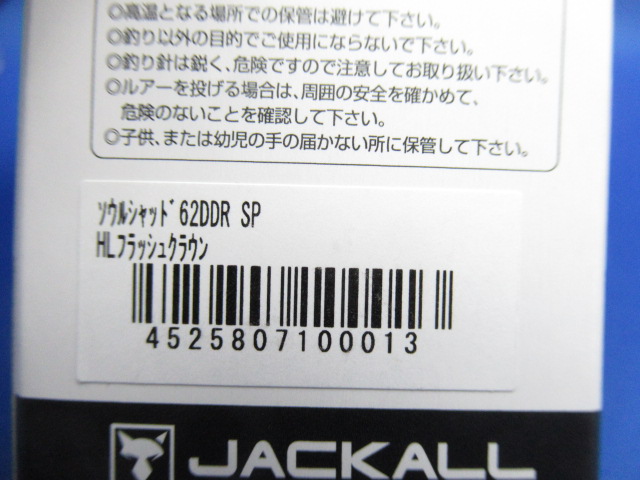 ◎高温となる場所での保管は避けて下さい。
◎釣り以外の目的でご使用にならないで下さい。
◎釣り針は鋭く、危険ですので注意してお取り扱い下さい。
◎ルアーを投げる場合は、周囲の安全を確かめて、
危険のないことを確認して下さい。
◎子供、または幼児の手の届かない所に保管して下さい。
ｿｳﾙｼｬｯﾄﾞ62DDR SP
HLﾌﾗｯｼｭｸﾗｳﾝ
4525807100013
JACKALL